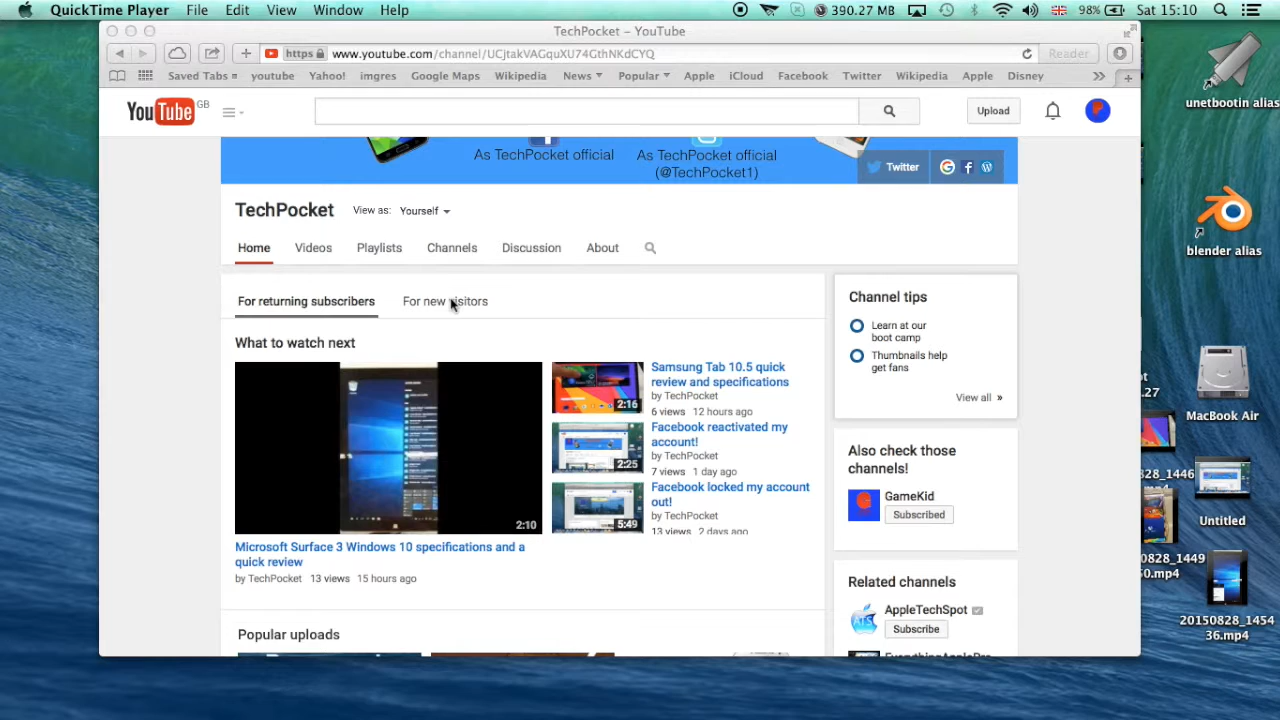 QuickTime Player File Edit View Window Help 390.27 MB 98% Sat 15:10
TechPocket – YouTube
https www.youtube.com/channel/UCjtakVAGquXU74GthNKdCYQ Reader
Saved Tabs youtube Yahoo! imgres Google Maps Wikipedia News Popular Apple iCloud Facebook Twitter Wikipedia Apple Disney
YouTube GB Upload
As TechPocket official
As TechPocket official
(@TechPocket1)
Twitter
TechPocket View as: Yourself
Home Videos Playlists Channels Discussion About
For returning subscribers For new visitors
What to watch next
2:10
Microsoft Surface 3 Windows 10 specifications and a
quick review
by TechPocket 13 views 15 hours ago
2:16
Samsung Tab 10.5 quick
review and specifications
by TechPocket
6 views 12 hours ago
2:25
Facebook reactivated my
account!
by TechPocket
7 views 1 day ago
5:49
Facebook locked my account
out!
by TechPocket
13 views 2 days ago
Popular uploads
Channel tips
Learn at our
boot camp
Thumbnails help
get fans
View all »
Also check those
channels!
GameKid
Subscribed
Related channels
AppleTechSpot
Subscribe
EverythingApplePro
unetbootin alias
blender alias
MacBook Air
Untitled
20150828_1454
36.mp4